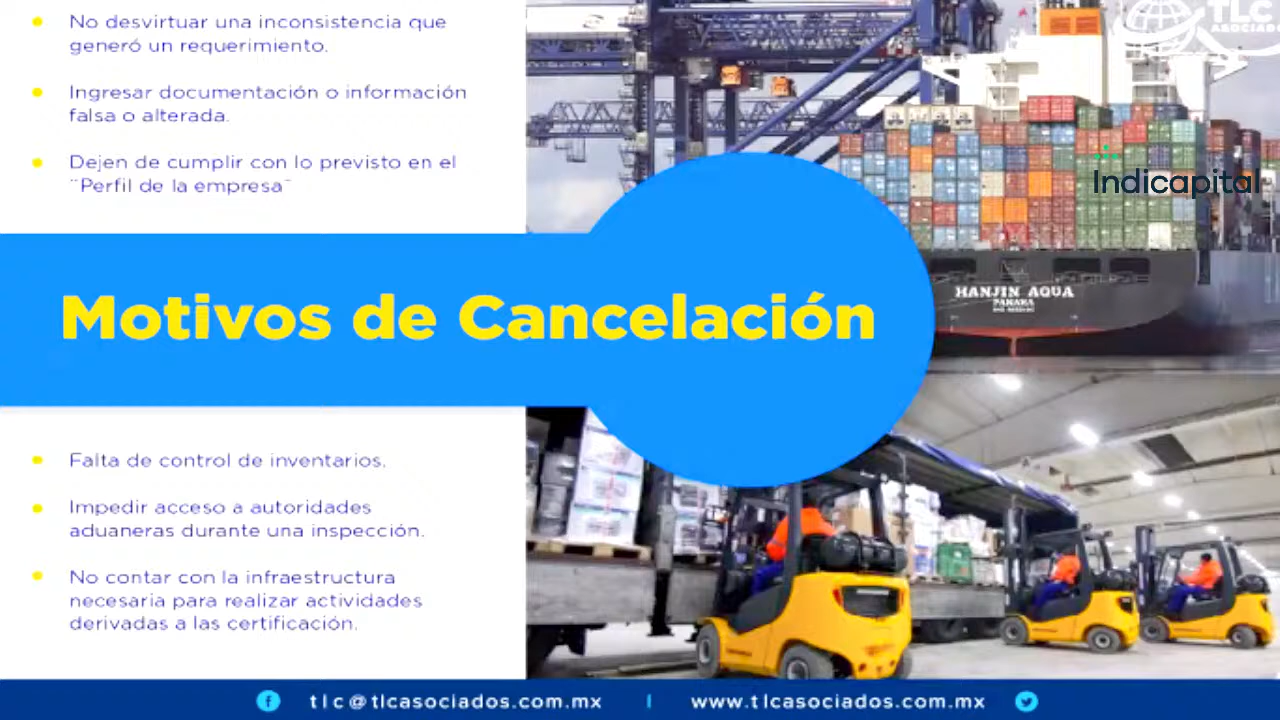 No desvirtuar una inconsistencia que
generó un requerimiento.
Ingresar documentación o información
falsa o alterada.
Dejen de cumplir con lo previsto en el
¨Perfil de la empresa¨
Motivos de Cancelación
Falta de control de inventarios.
Impedir acceso a autoridades
aduaneras durante una inspección.
No contar con la infraestructura
necesaria para realizar actividades
derivadas a las certificación.
TLC
ASOCIADO
Indicapital
HANJIN AQUA
PANAMA
tlc@tlcasociados.com.mx | www.tlcasociados.com.mx